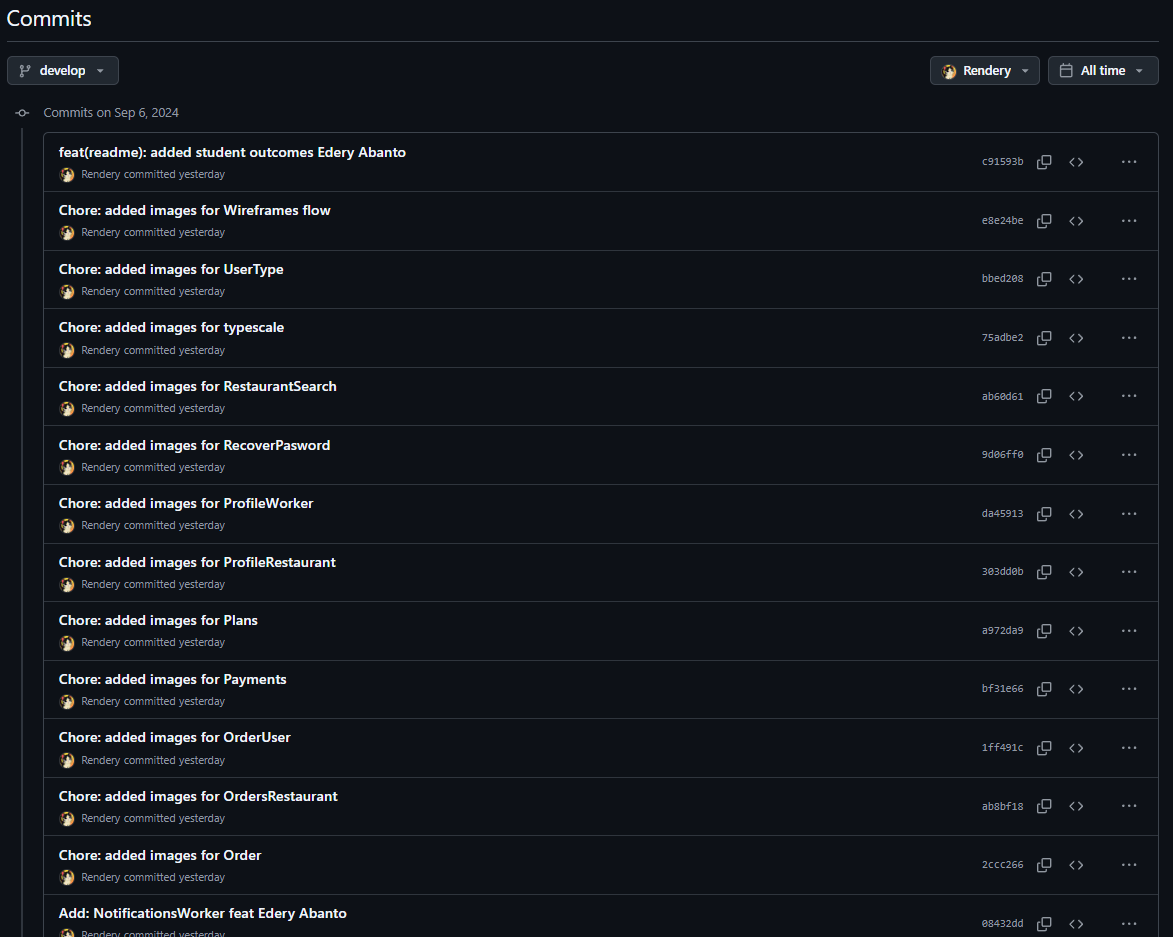 Commits
develop
Rendery
All time
Commits on Sep 6, 2024
feat(readme): added student outcomes Edery Abanto
Rendery committed yesterday
c91593b
Chore: added images for Wireframes flow
Rendery committed yesterday
e8e24be
Chore: added images for UserType
Rendery committed yesterday
bbed208
Chore: added images for typescale
Rendery committed yesterday
75adbe2
Chore: added images for RestaurantSearch
Rendery committed yesterday
ab60d61
Chore: added images for RecoverPasword
Rendery committed yesterday
9d06ff0
Chore: added images for ProfileWorker
Rendery committed yesterday
da45913
Chore: added images for ProfileRestaurant
Rendery committed yesterday
303dd0b
Chore: added images for Plans
Rendery committed yesterday
a972da9
Chore: added images for Payments
Rendery committed yesterday
bf31e66
Chore: added images for OrderUser
Rendery committed yesterday
1ff491c
Chore: added images for OrdersRestaurant
Rendery committed yesterday
ab8bf18
Chore: added images for Order
Rendery committed yesterday
2ccc266
Add: NotificationsWorker feat Edery Abanto
Rendery committed yesterday
08432dd